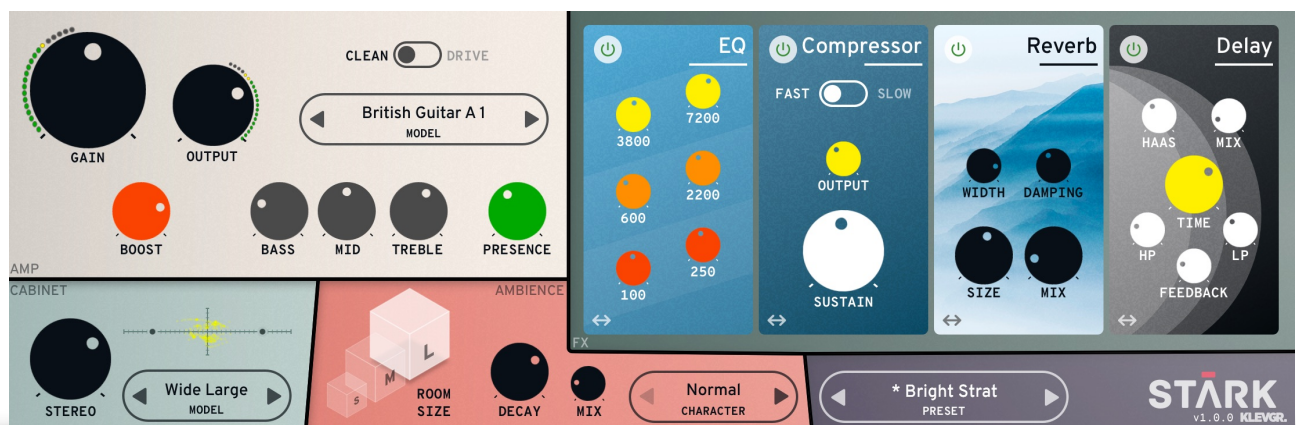 CLEAN DRIVE
British Guitar A 1
MODEL
GAIN OUTPUT
BOOST BASS MID TREBLE PRESENCE
AMP
EQ
3800 7200
600 2200
100 250
Compressor
FAST SLOW
OUTPUT
SUSTAIN
Reverb
WIDTH DAMPING
SIZE MIX
Delay
HAAS MIX
TIME
HP LP
FEEDBACK
FX
CABINET
STEREO
Wide Large
MODEL
AMBIENCE
S M L
ROOM
SIZE
DECAY MIX
Normal
CHARACTER
* Bright Strat
PRESET
STARK
v1.0.0 KLEVGR.